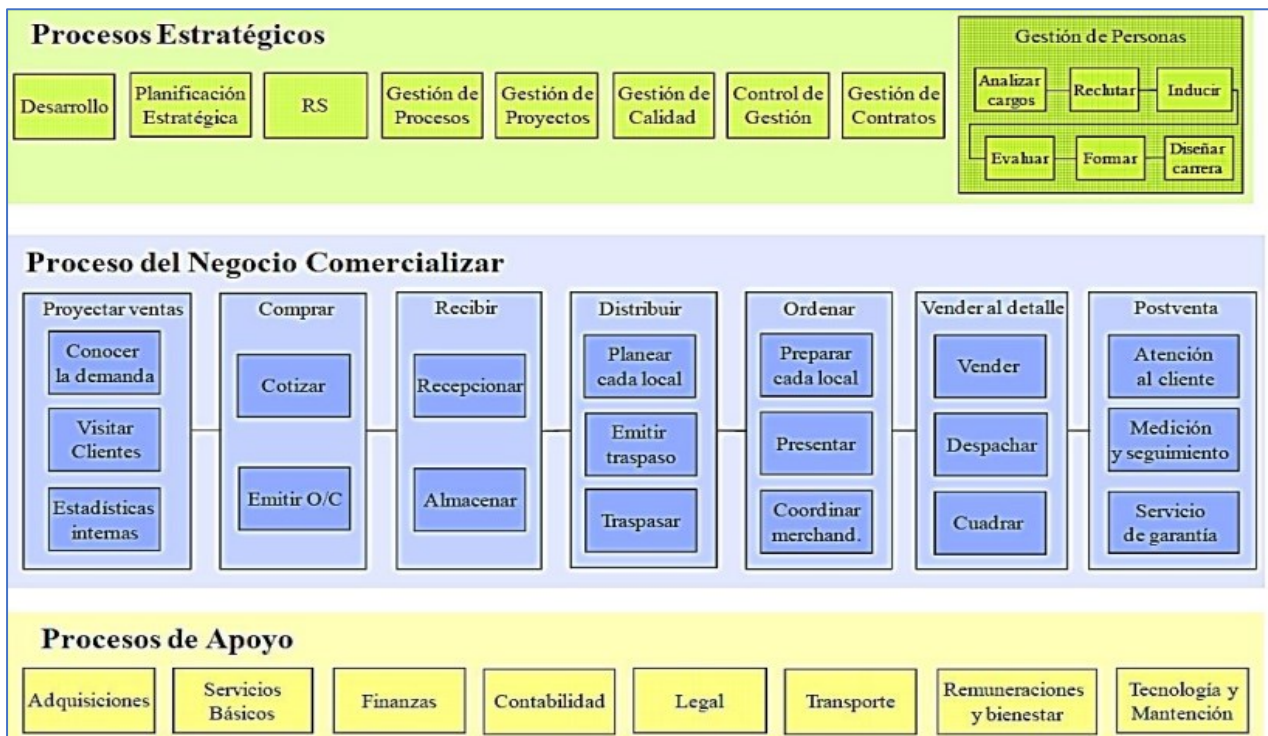 Procesos Estratégicos
Desarrollo
Planificación
Estratégica
RS
Gestión de
Procesos
Gestión de
Proyectos
Gestión de
Calidad
Control de
Gestión
Gestión de
Contratos
Gestión de Personas
Analizar
cargos
Reclutar
Inducir
Evaluar
Formar
Diseñar
carrera
Proceso del Negocio Comercializar
Proyectar ventas
Conocer
la demanda
Visitar
Clientes
Estadísticas
internas
Comprar
Cotizar
Emitir O/C
Recibir
Recepcionar
Almacenar
Distribuir
Planear
cada local
Emitir
traspaso
Traspasar
Ordenar
Preparar
cada local
Presentar
Coordinar
merchand.
Vender al detalle
Vender
Despachar
Cuadrar
Postventa
Atención
al cliente
Medición
y seguimiento
Servicio
de garantía
Procesos de Apoyo
Adquisiciones
Servicios
Básicos
Finanzas
Contabilidad
Legal
Transporte
Remuneraciones
y bienestar
Tecnología y
Mantención